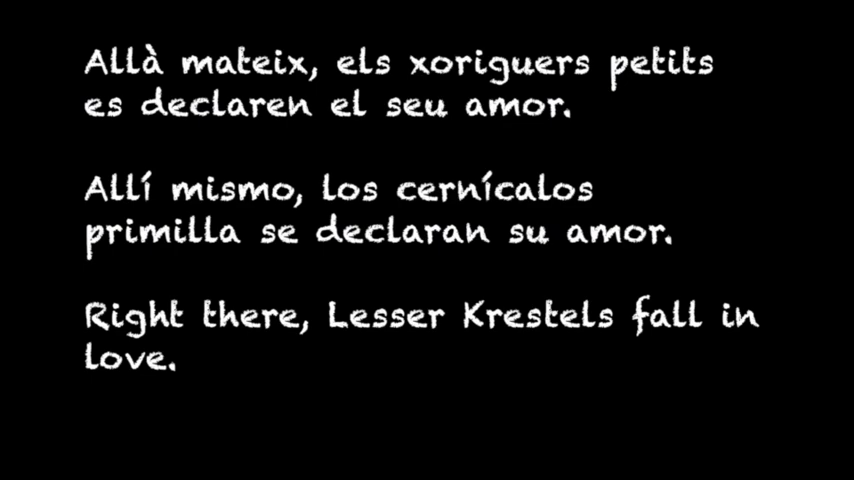 Allà mateix, els xoriguers petits
es declaren el seu amor.
Allí mismo, los cernícalos
primilla se declaran su amor.
Right there, Lesser Krestels fall in
love.